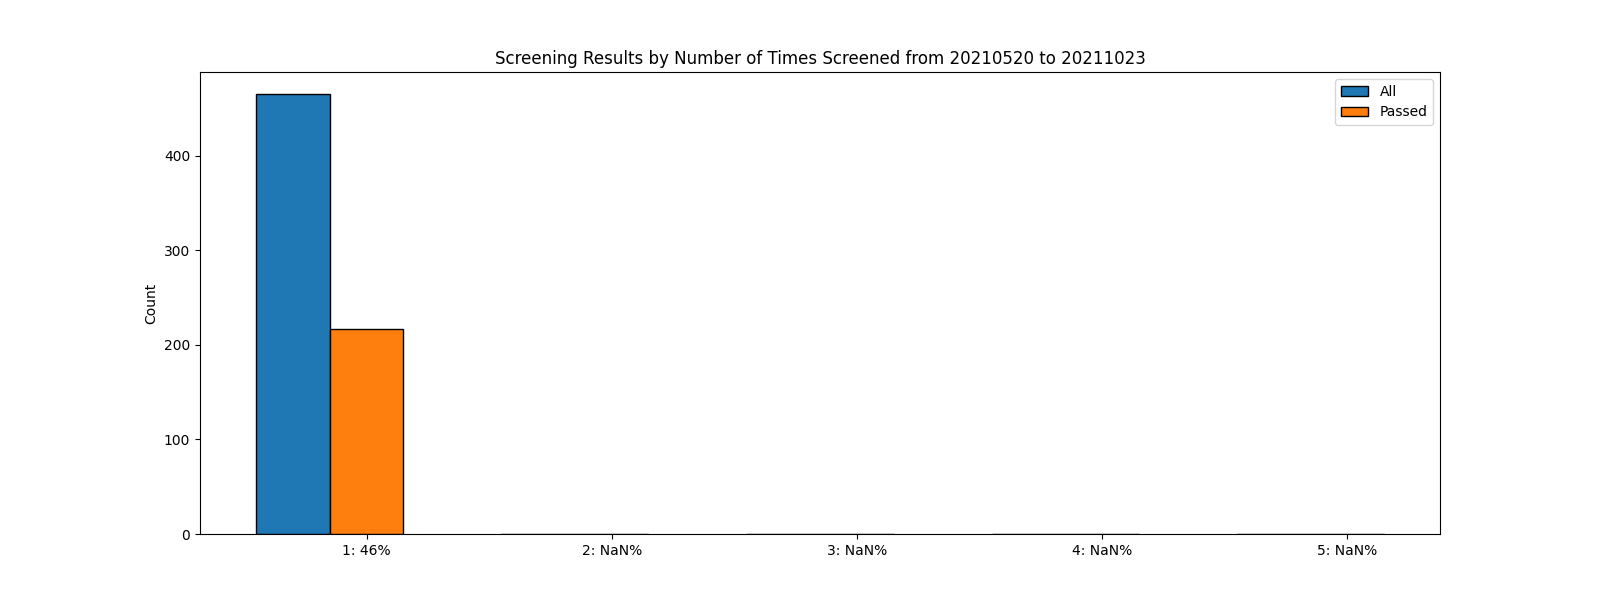 Screening Results by Number of Times Screened from 20210520 to 20211023
All
Passed
400
300
200
100
0
Count
1: 46%
2: NaN%
3: NaN%
4: NaN%
5: NaN%